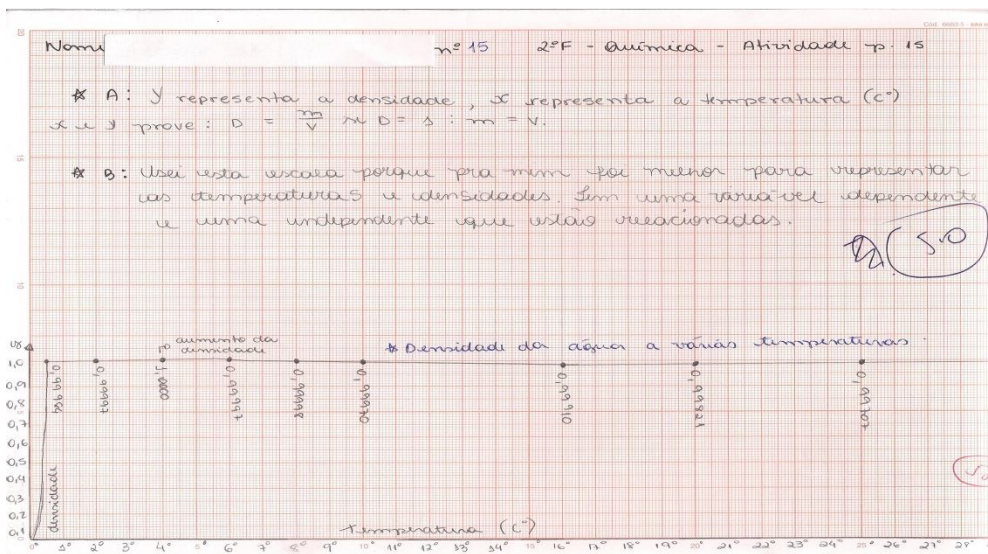 Nome nº 15 2ºF - Química - Atividade p. 15
* A: Y representa a densidade, x representa a temperatura (Cº)
x e y prove: D = m/V se D = 1 : m = V.
* B: Usei esta escala porque pra mim foi melhor para representar
as temperaturas e densidades. Tem uma variável dependente
e uma independente que estão relacionadas.
5.0
aumento da
densidade
* Densidade da água a várias temperaturas.
1,0
0,99984
0,99997
1,0000
0,99997
0,99988
0,99970
0,99910
0,99821
0,99707
0,9
0,8
0,7
0,6
0,5
0,4
0,3
0,2
0,1
densidade
temperatura (Cº)
1º 2º 3º 4º 5º 6º 7º 8º 9º 10º 11º 12º 13º 14º 15º 16º 17º 18º 19º 20º 21º 22º 23º 24º 25º 26º 27º 28º